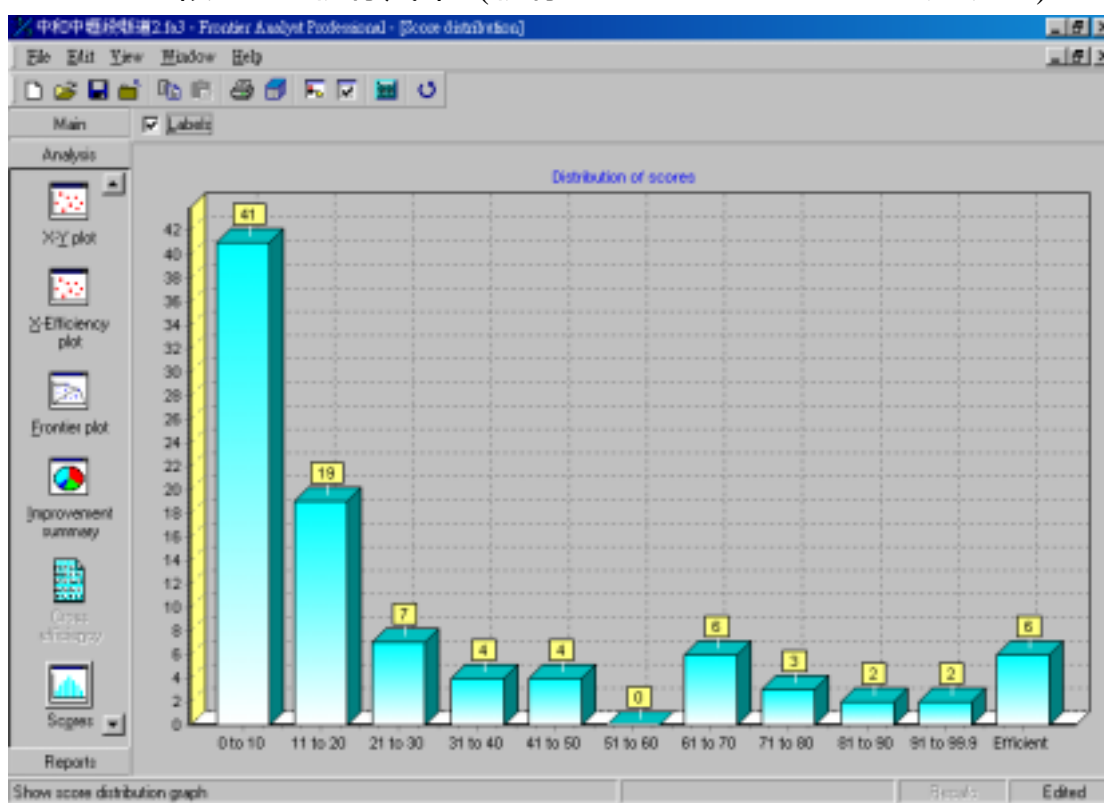 2.fa3 - Frontier Analyst Professional - [Score distribution]
File Edit View Window Help
Main
Labels
Analysis
X-Y plot
X-Efficiency
plot
Frontier plot
Improvement
summary
Cross
efficiency
Scores
Reports
Distribution of scores
42
40
38
36
34
32
30
28
26
24
22
20
18
16
14
12
10
8
6
4
2
0
41
19
7
4
4
0
6
3
2
2
6
0 to 10
11 to 20
21 to 30
31 to 40
41 to 50
51 to 60
61 to 70
71 to 80
81 to 90
91 to 99.9
Efficient
Show score distribution graph
Results
Edited